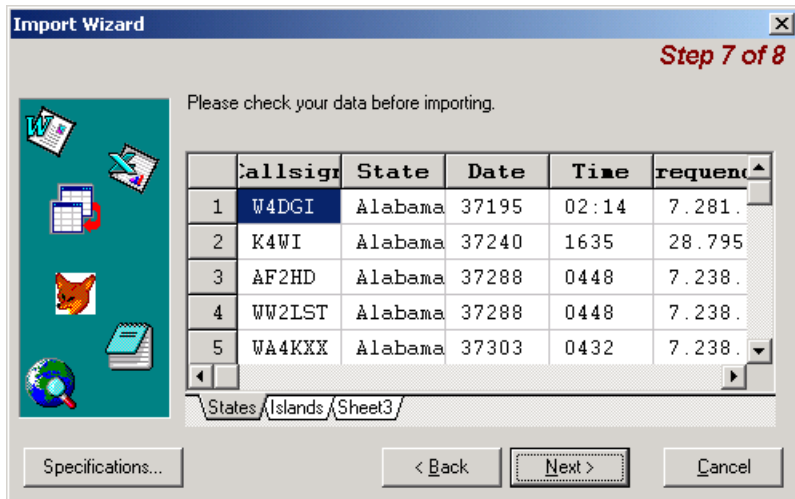 Import Wizard
Step 7 of 8
Please check your data before importing.
Callsign State Date Time requenc
1 W4DGI Alabama 37195 02:14 7.281.
2 K4WI Alabama 37240 1635 28.795
3 AF2HD Alabama 37288 0448 7.238.
4 WW2LST Alabama 37288 0448 7.238.
5 WA4KXX Alabama 37303 0432 7.238.
States Islands Sheet3
Specifications... < Back Next > Cancel